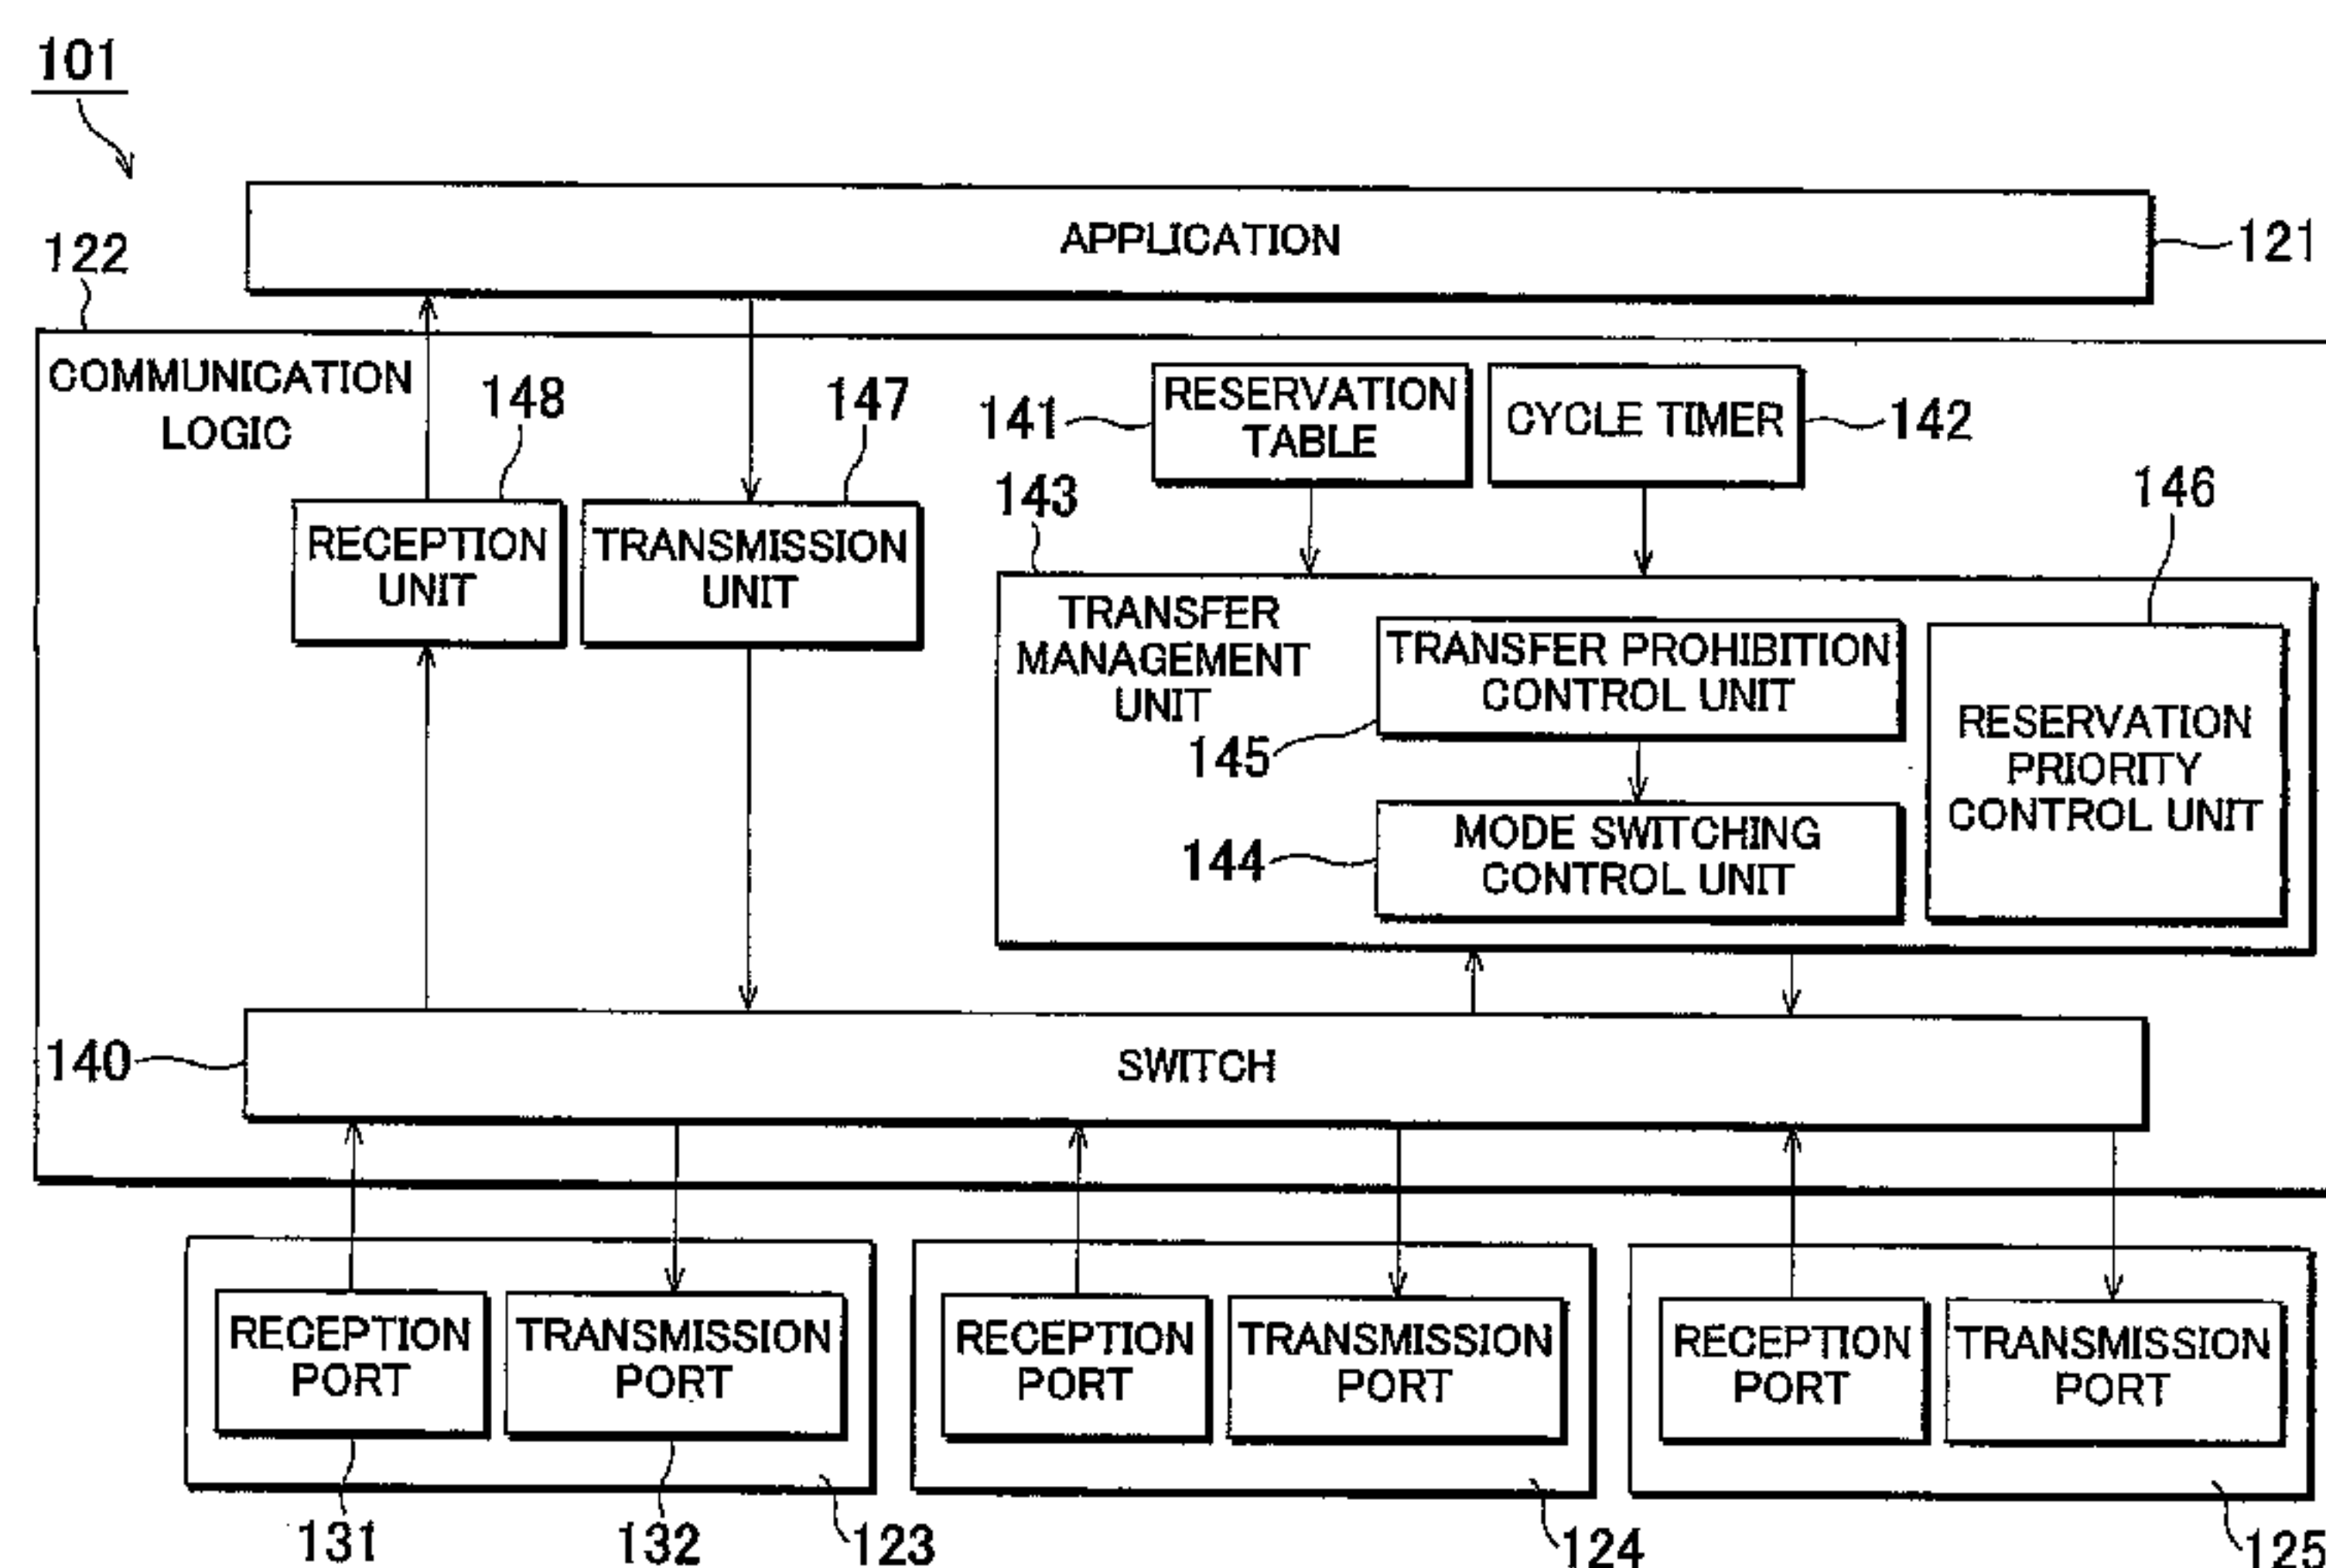 101
APPLICATION
121
122
COMMUNICATION
LOGIC
148
147
141
RESERVATION
TABLE
CYCLE TIMER
142
143
146
RECEPTION
UNIT
TRANSMISSION
UNIT
TRANSFER
MANAGEMENT
UNIT
TRANSFER PROHIBITION
CONTROL UNIT
145
MODE SWITCHING
CONTROL UNIT
144
RESERVATION
PRIORITY
CONTROL UNIT
140
SWITCH
RECEPTION
PORT
TRANSMISSION
PORT
RECEPTION
PORT
TRANSMISSION
PORT
RECEPTION
PORT
TRANSMISSION
PORT
131
132
123
124
125